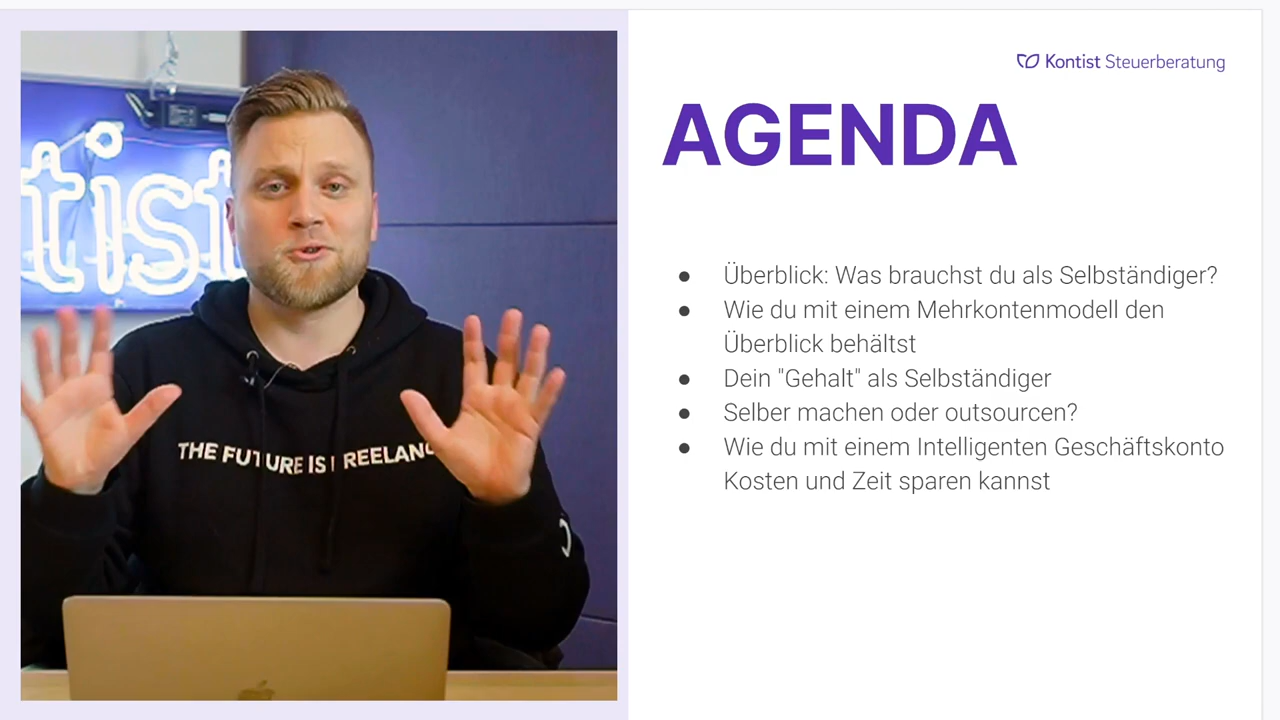 tist
THE FUTURE IS FREELANC
Kontist Steuerberatung
AGENDA
● Überblick: Was brauchst du als Selbständiger?
● Wie du mit einem Mehrkontenmodell den
Überblick behältst
● Dein "Gehalt" als Selbständiger
● Selber machen oder outsourcen?
● Wie du mit einem Intelligenten Geschäftskonto
Kosten und Zeit sparen kannst